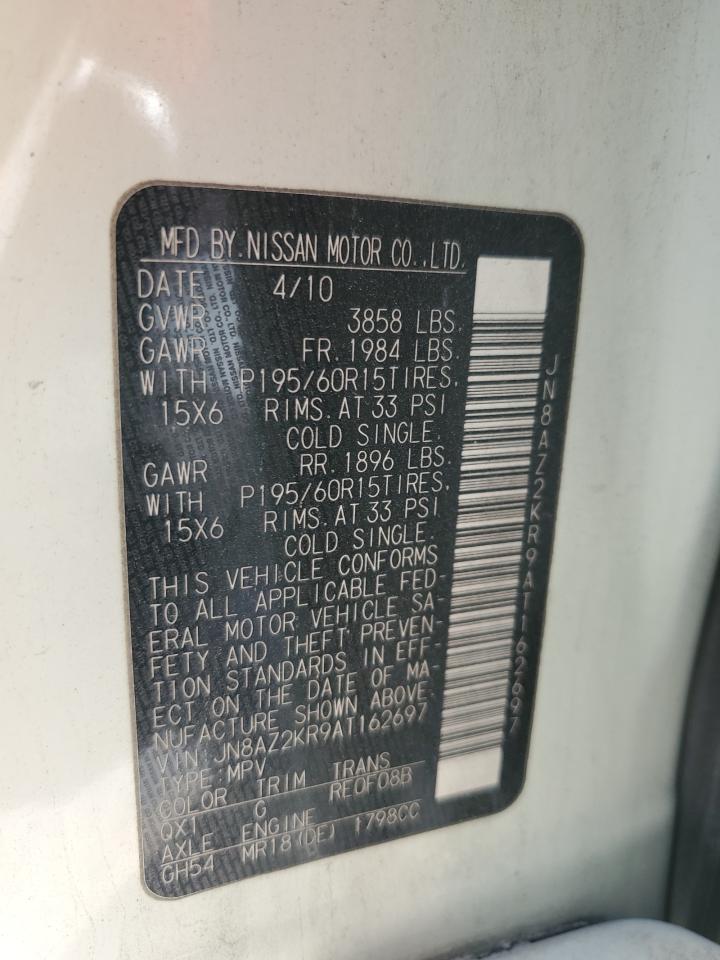 MFD BY.NISSAN MOTOR CO.,LTD.
DATE 4/10
GVWR 3858 LBS.
GAWR FR. 1984 LBS.
WITH P195/60R15TIRES.
15X6 RIMS. AT 33 PSI
COLD SINGLE.
GAWR RR. 1896 LBS.
WITH P195/60R15TIRES.
15X6 RIMS. AT 33 PSI
COLD SINGLE.
THIS VEHICLE CONFORMS
TO ALL APPLICABLE FED-
ERAL MOTOR VEHICLE SA-
FETY AND THEFT PREVEN-
TION STANDARDS IN EFF-
ECT ON THE DATE OF MA-
NUFACTURE SHOWN ABOVE.
VIN:JN8AZ2KR9AT162697
TYPE:MPV
COLOR TRIM TRANS
QX1 G RE0F08B
AXLE ENGINE
GH54 MR18(DE) 1798CC
JN8AZ2KR9AT162697